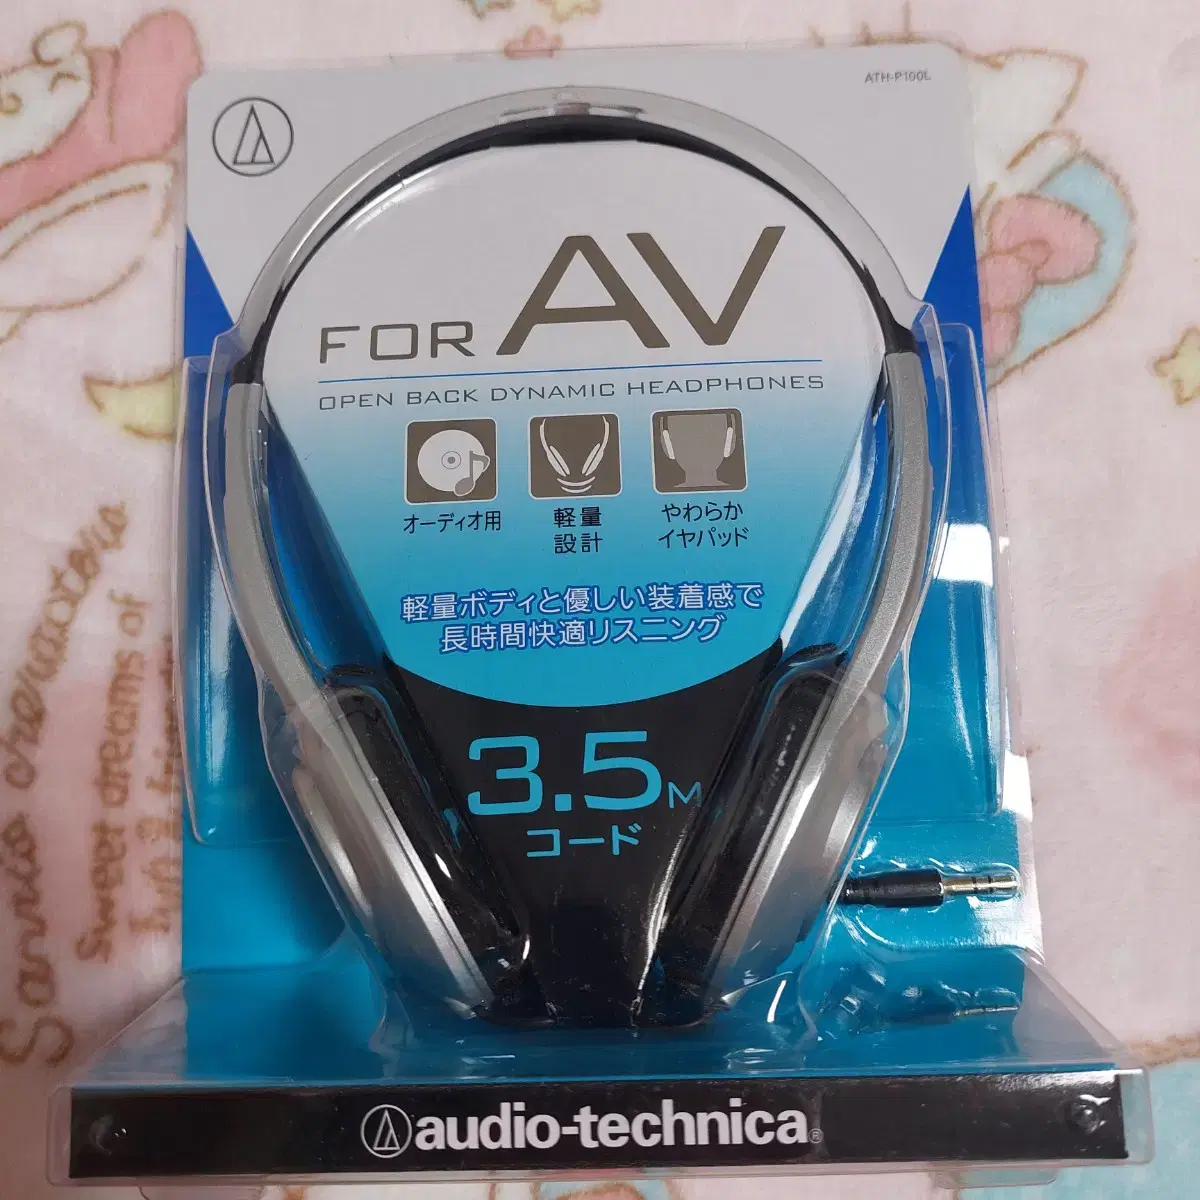 ATH-P100L
FOR AV
OPEN BACK DYNAMIC HEADPHONES
オーディオ用
軽量
設計
やわらか
イヤパッド
軽量ボディと優しい装着感で
長時間快適リスニング
3.5M
コード
audio-technica®
Sweet dreams of